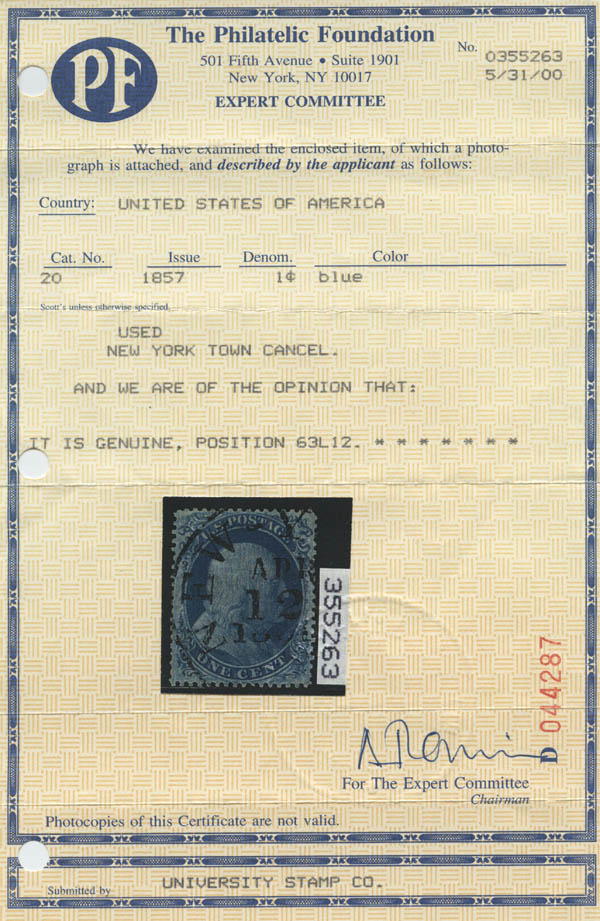 PF
The Philatelic Foundation
501 Fifth Avenue • Suite 1901
New York, NY 10017
EXPERT COMMITTEE
No. 0355263
5/31/00
We have examined the enclosed item, of which a photo-
graph is attached, and described by the applicant as follows:
Country: UNITED STATES OF AMERICA
Cat. No. Issue Denom. Color
20 1857 1¢ blue
Scott's unless otherwise specified.
USED
NEW YORK TOWN CANCEL.
AND WE ARE OF THE OPINION THAT:
IT IS GENUINE, POSITION 63L12. * * * * * * *
U.S. POSTAGE
EW Y
APR
12
ONE CENT
355263
D 044287
For The Expert Committee
Chairman
Photocopies of this Certificate are not valid.
Submitted by UNIVERSITY STAMP CO.